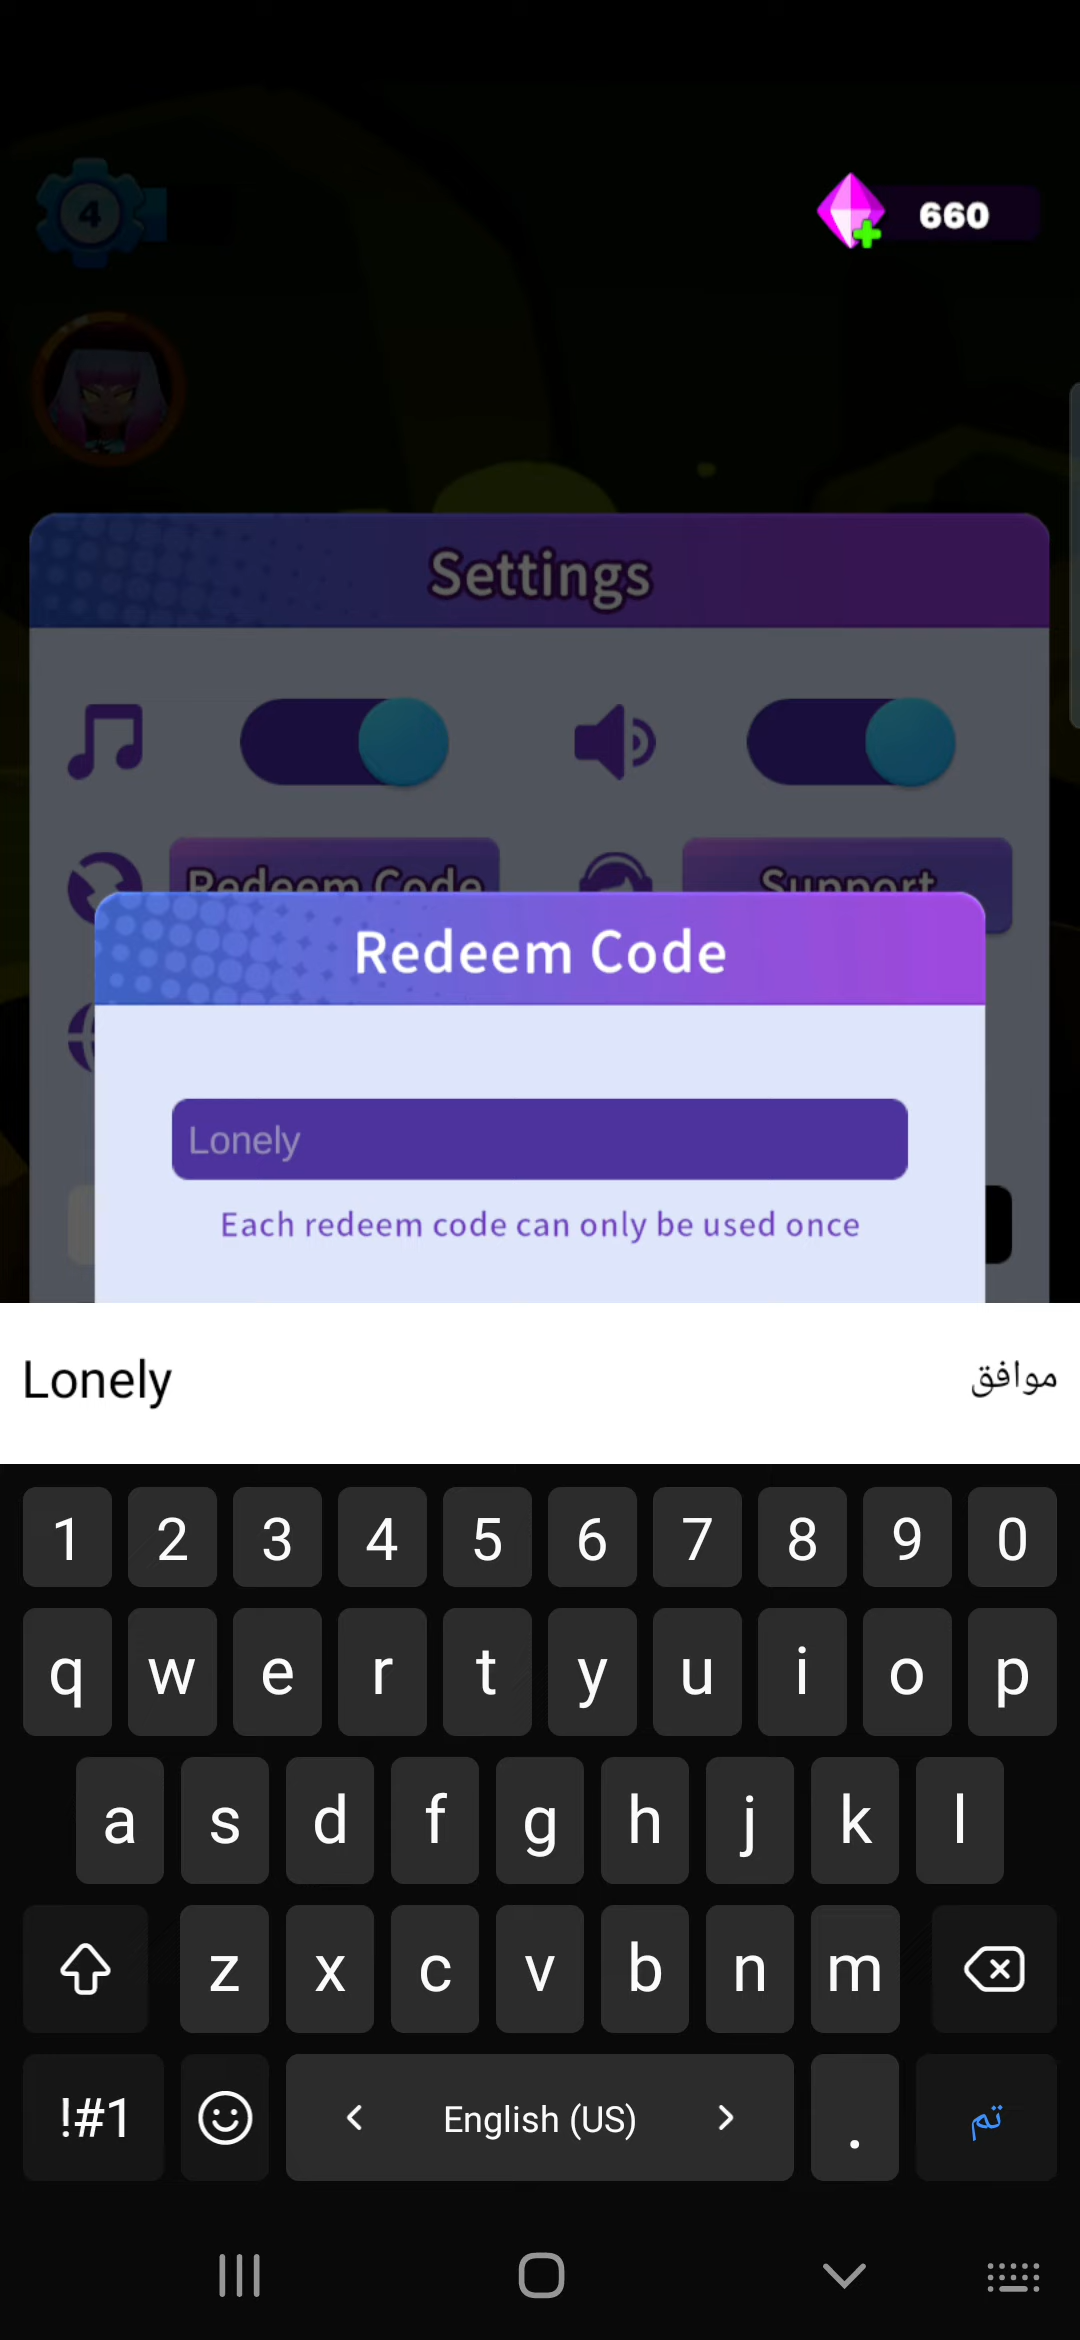 4
660
Settings
Redeem Code
Support
Redeem Code
Lonely
Each redeem code can only be used once
Lonely
موافق
1 2 3 4 5 6 7 8 9 0
q w e r t y u i o p
a s d f g h j k l
z x c v b n m
!#1
English (US)
.
تم